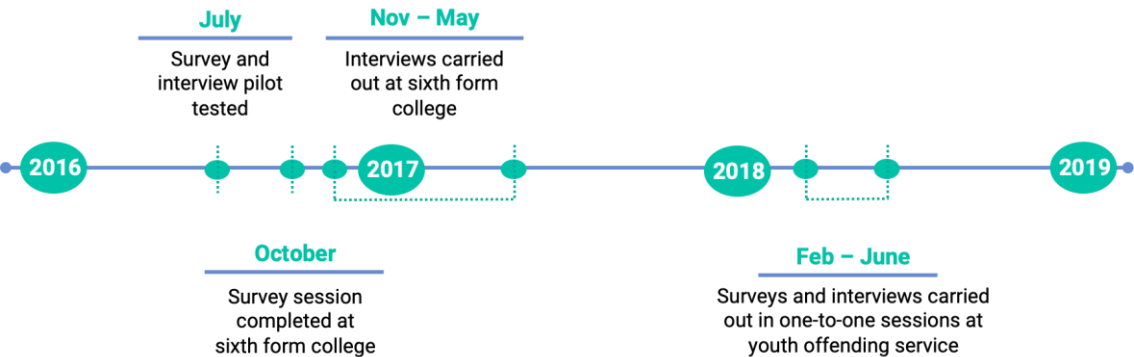 July
Survey and
interview pilot
tested
Nov – May
Interviews carried
out at sixth form
college
2016
2017
2018
2019
October
Survey session
completed at
sixth form college
Feb – June
Surveys and interviews carried
out in one-to-one sessions at
youth offending service